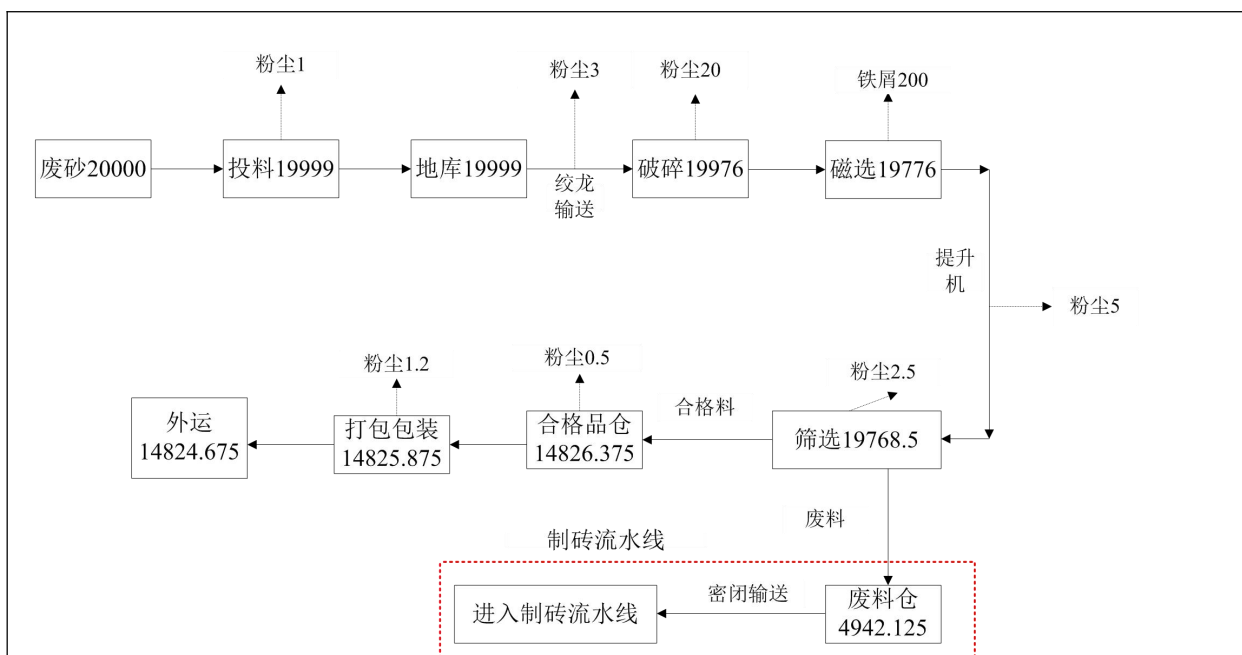 粉尘1
粉尘3
粉尘20
铁屑200
废砂20000
投料19999
地库19999
绞龙
输送
破碎19976
磁选19776
提升
机
粉尘5
粉尘1.2
粉尘0.5
粉尘2.5
外运
14824.675
打包包装
14825.875
合格品仓
14826.375
合格料
筛选19768.5
废料
制砖流水线
进入制砖流水线
密闭输送
废料仓
4942.125